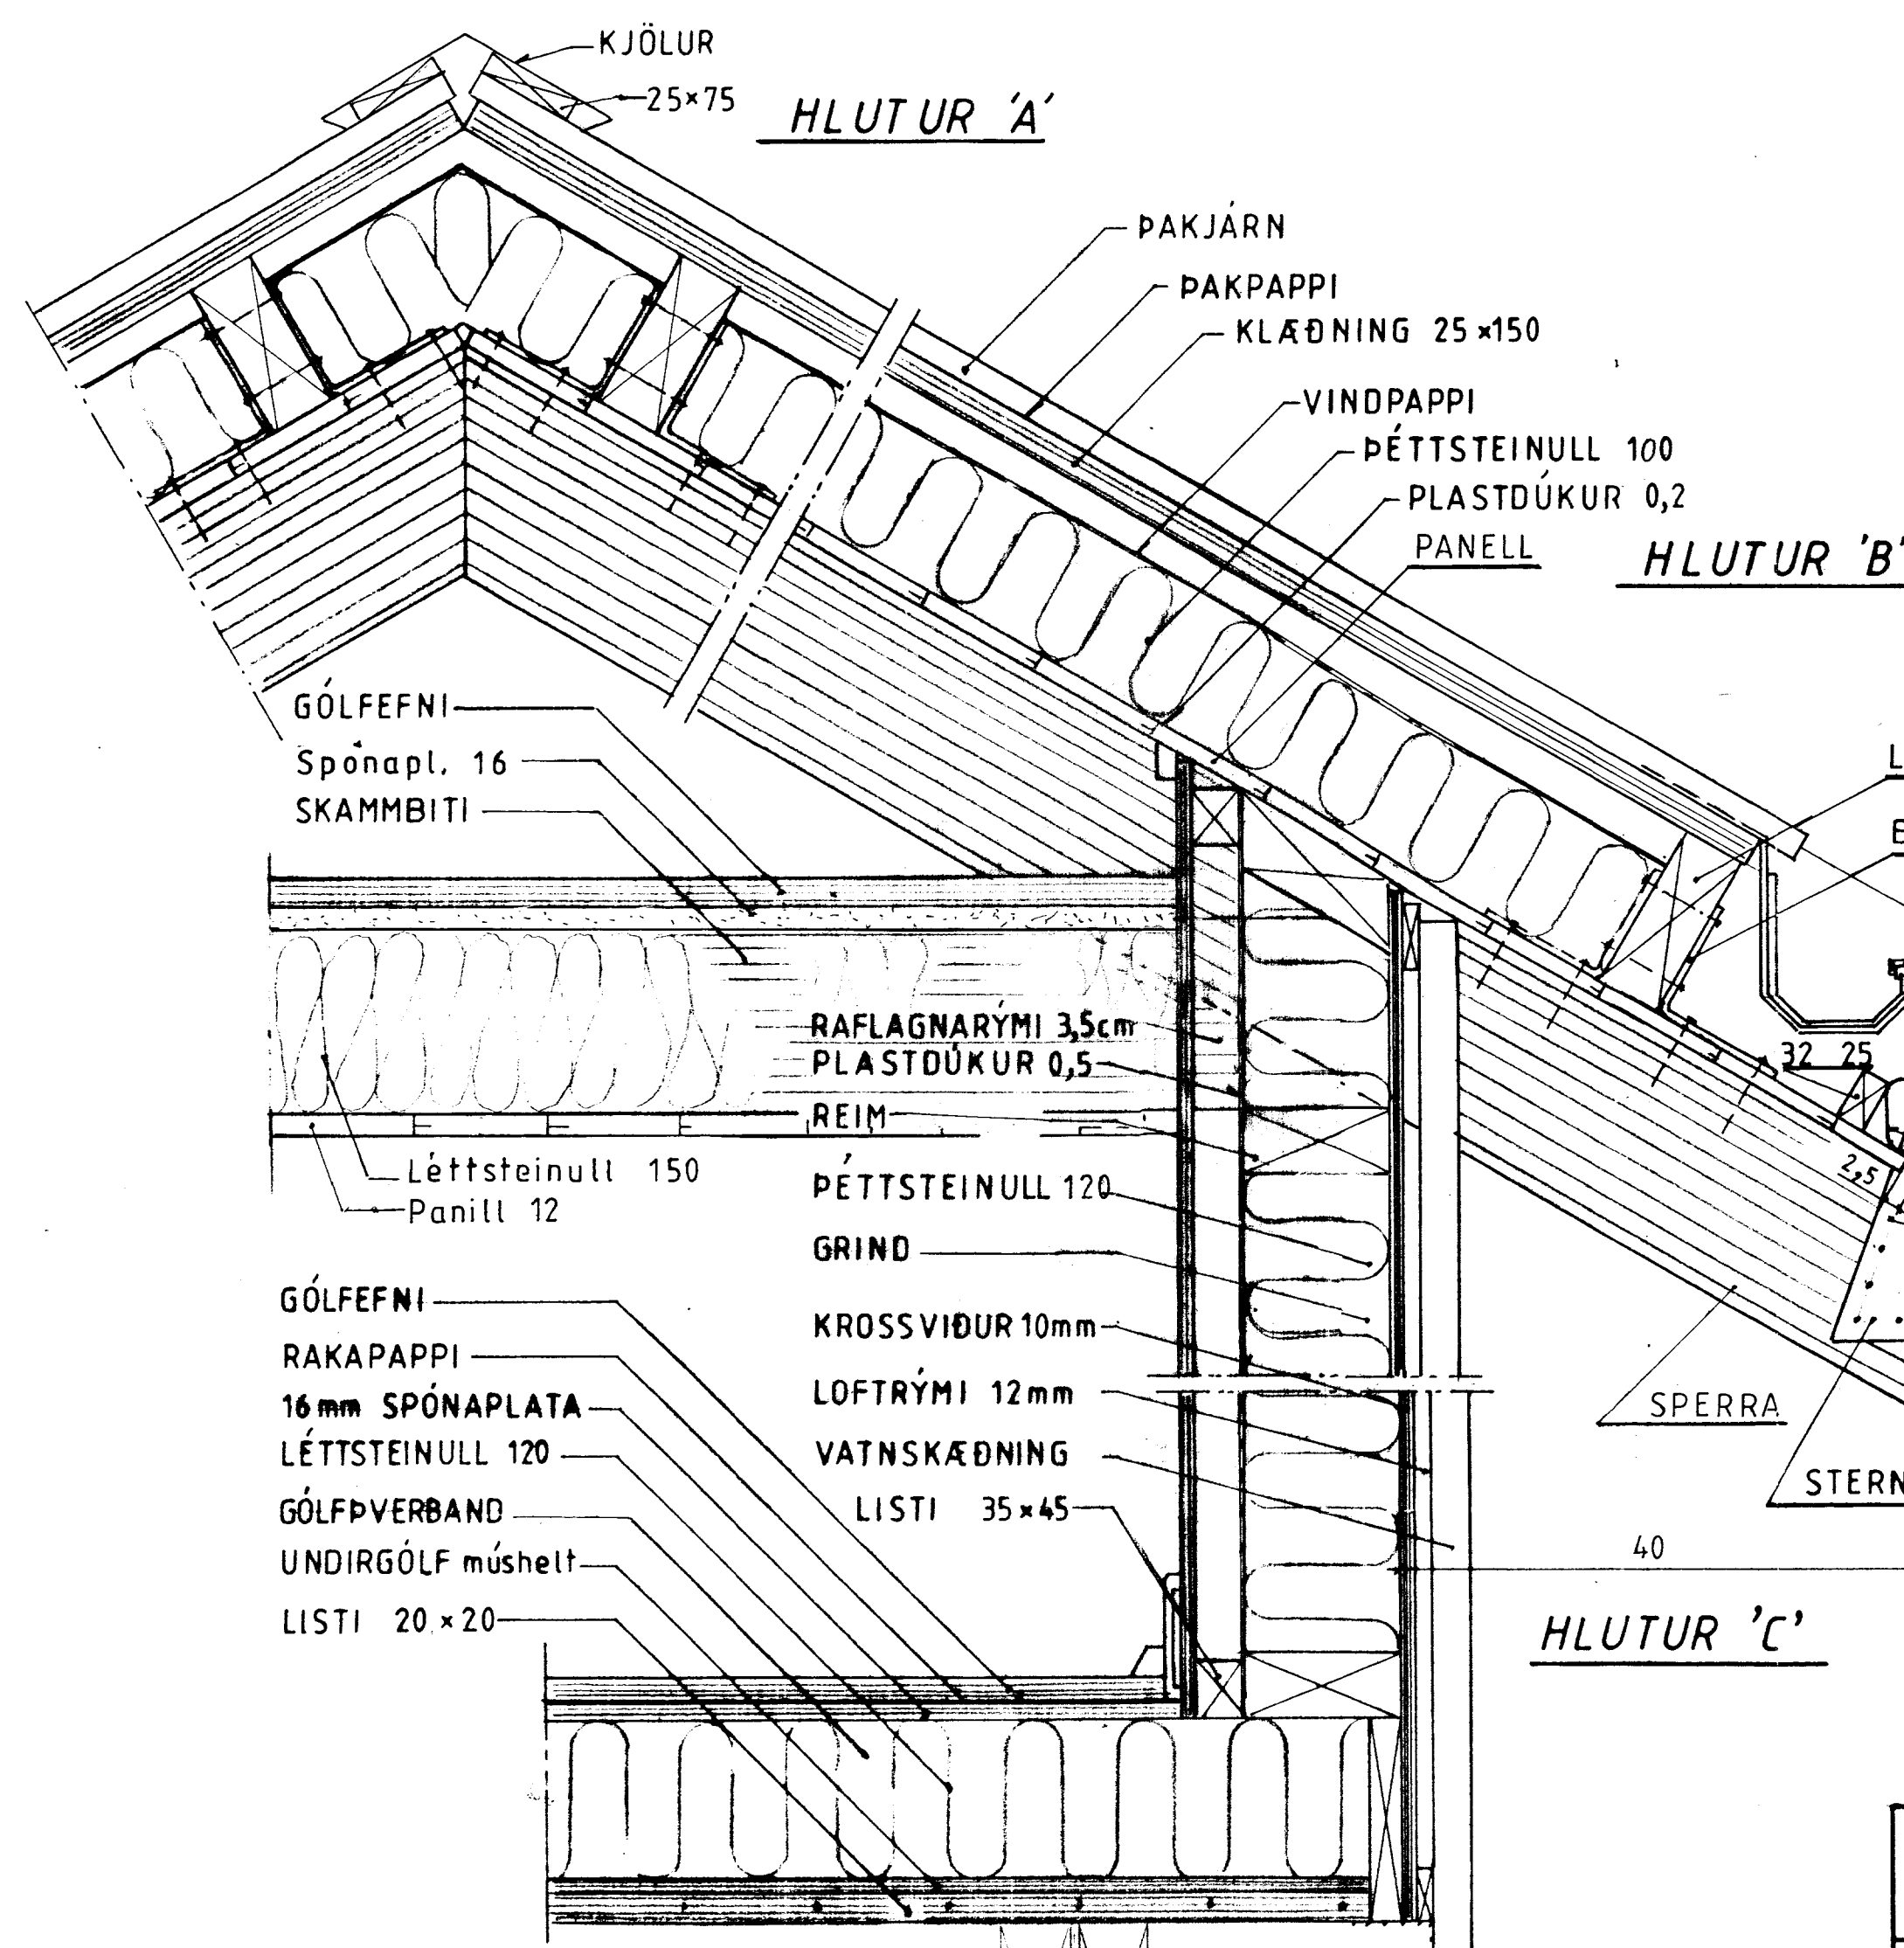 KJÖLUR
25×75
HLUTUR 'A'
ÞAKJÁRN
ÞAKPAPPI
KLÆÐNING 25×150
VINDPAPPI
ÞÉTTSTEINULL 100
PLASTDÚKUR 0,2
PANELL
HLUTUR 'B'
GÓLFEFNI
Spónapl. 16
SKAMMBITI
RAFLAGNARÝMI 3,5cm
PLASTDÚKUR 0,5
REIM
Léttsteinull 150
Panill 12
ÞÉTTSTEINULL 120
GRIND
KROSSVIÐUR 10mm
LOFTRÝMI 12mm
VATNSKÆÐNING
LISTI 35×45
GÓLFEFNI
RAKAPAPPI
16mm SPÓNAPLATA
LÉTTSTEINULL 120
GÓLFÞVERBAND
UNDIRGÓLF múshelt
LISTI 20×20
32 25
2,5
SPERRA
STERN
40
HLUTUR 'C'